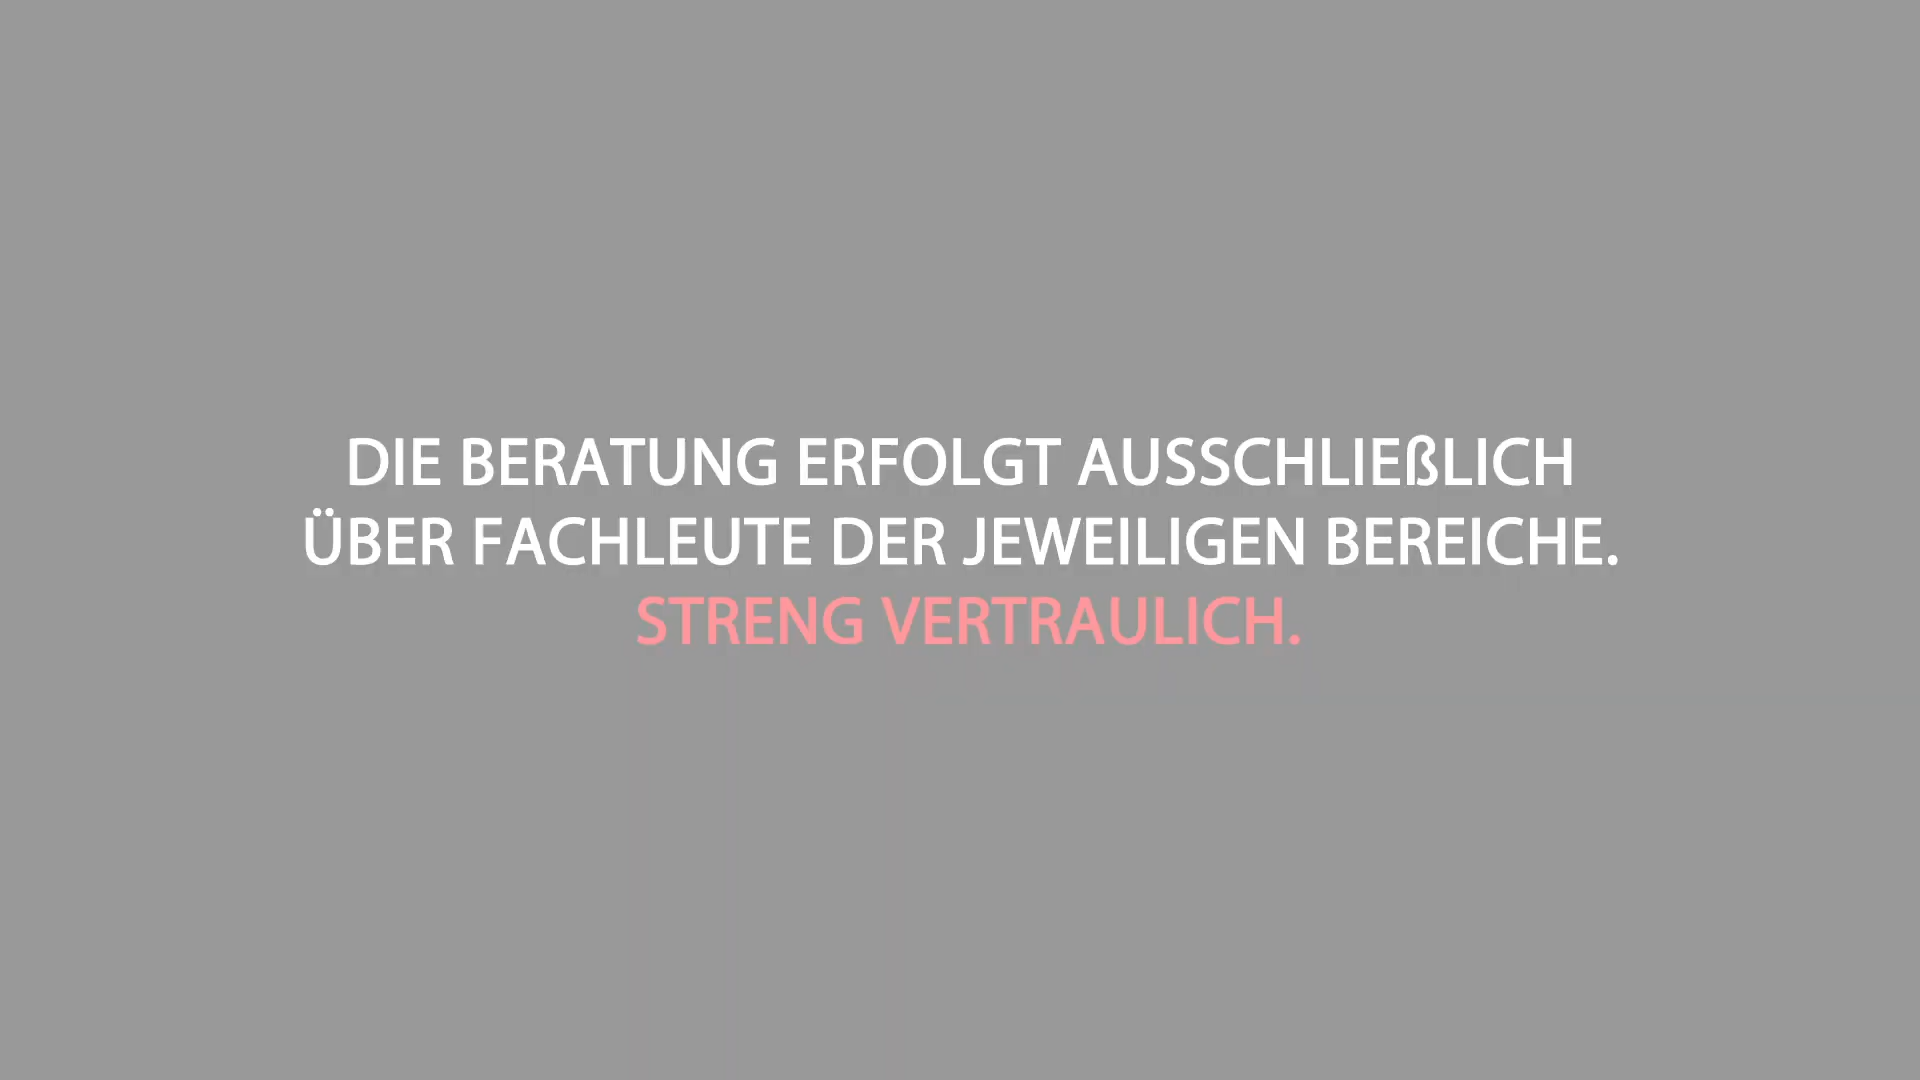 DIE BERATUNG ERFOLGT AUSSCHLIEßLICH
ÜBER FACHLEUTE DER JEWEILIGEN BEREICHE.
STRENG VERTRAULICH.